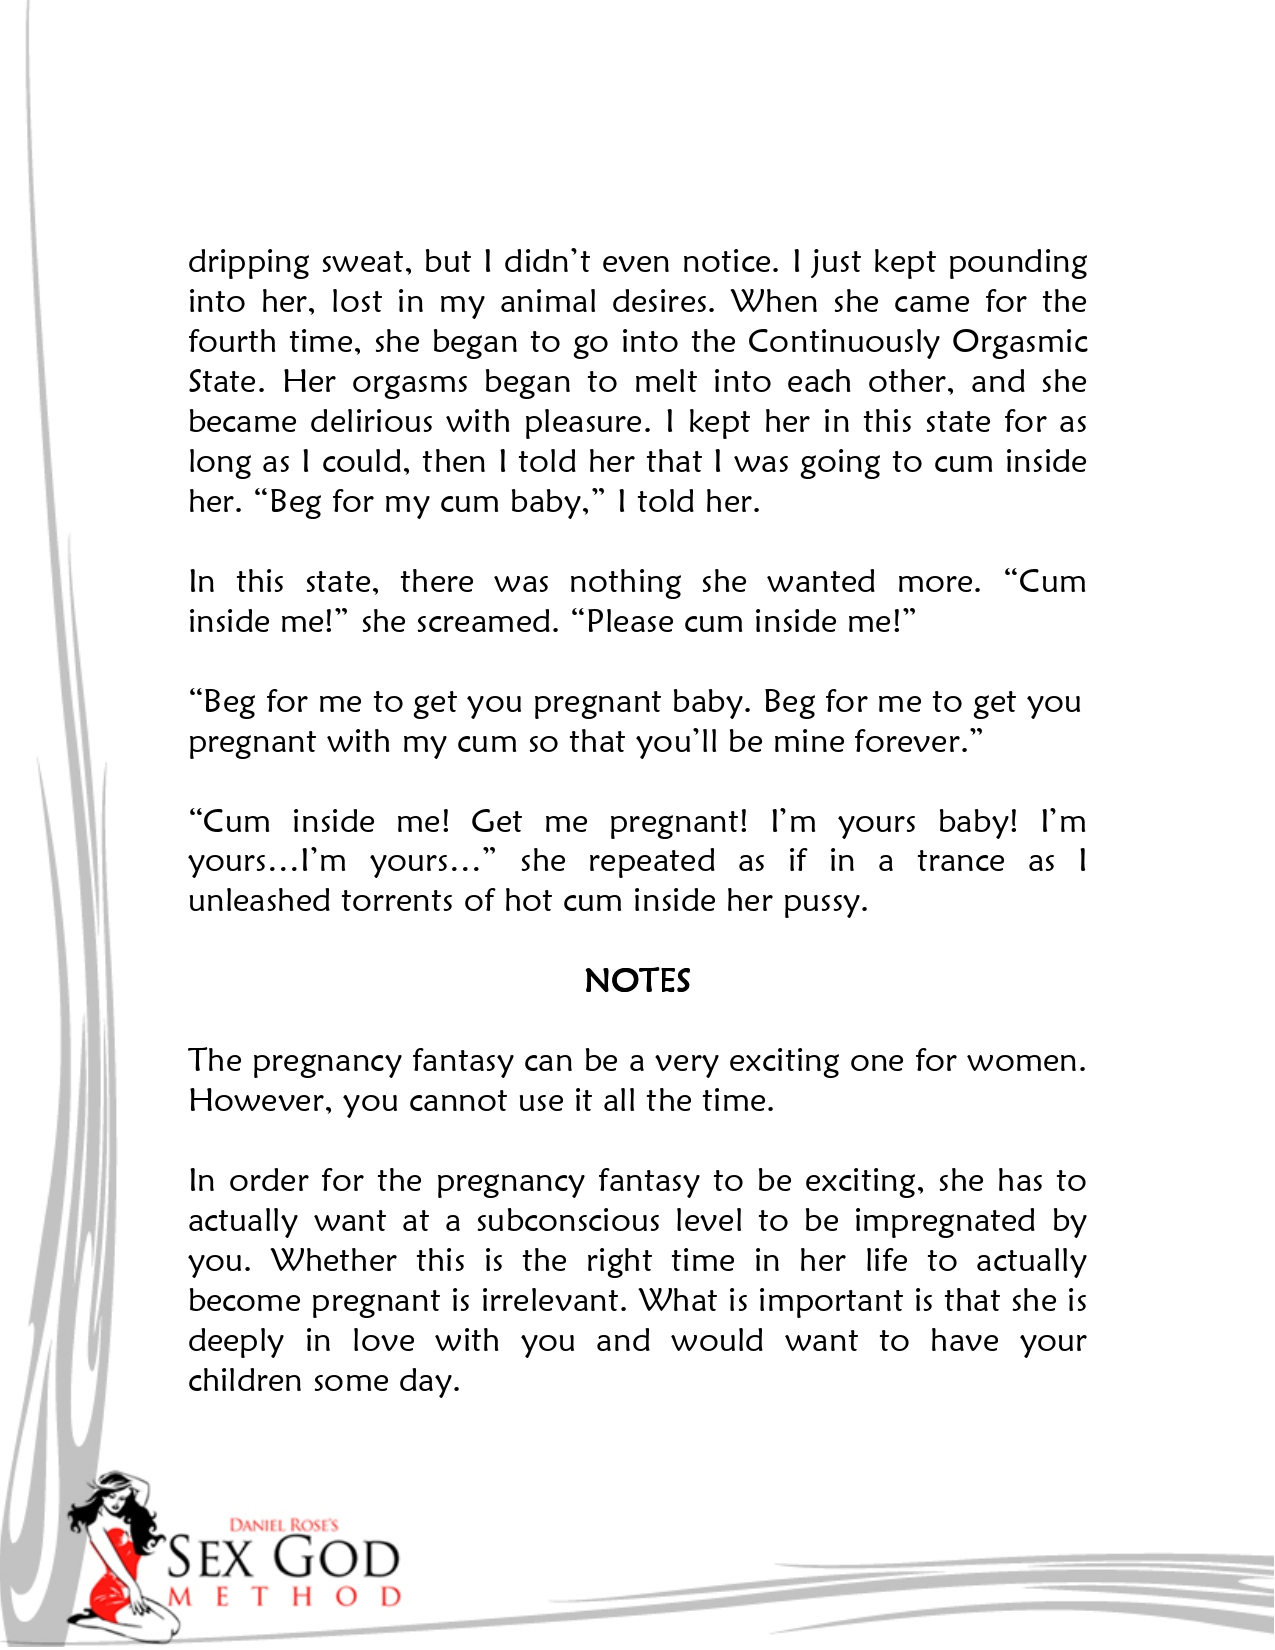 dripping sweat, but I didn’t even notice. I just kept pounding
into her, lost in my animal desires. When she came for the
fourth time, she began to go into the Continuously Orgasmic
State. Her orgasms began to melt into each other, and she
became delirious with pleasure. I kept her in this state for as
long as I could, then I told her that I was going to cum inside
her. “Beg for my cum baby,” I told her.
In this state, there was nothing she wanted more. “Cum
inside me!” she screamed. “Please cum inside me!”
“Beg for me to get you pregnant baby. Beg for me to get you
pregnant with my cum so that you’ll be mine forever.”
“Cum inside me! Get me pregnant! I’m yours baby! I’m
yours…I’m yours…” she repeated as if in a trance as I
unleashed torrents of hot cum inside her pussy.
NOTES
The pregnancy fantasy can be a very exciting one for women.
However, you cannot use it all the time.
In order for the pregnancy fantasy to be exciting, she has to
actually want at a subconscious level to be impregnated by
you. Whether this is the right time in her life to actually
become pregnant is irrelevant. What is important is that she is
deeply in love with you and would want to have your
children some day.
DANIEL ROSE’S
SEX GOD
METHOD